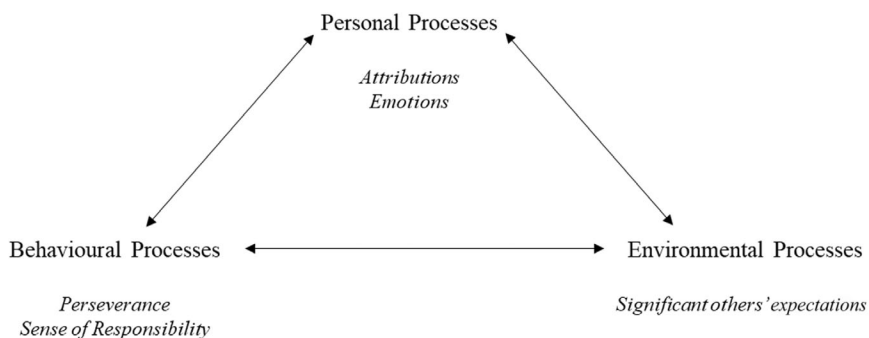 Personal Processes
Attributions
Emotions
Behavioural Processes
Environmental Processes
Perseverance
Sense of Responsibility
Significant others' expectations